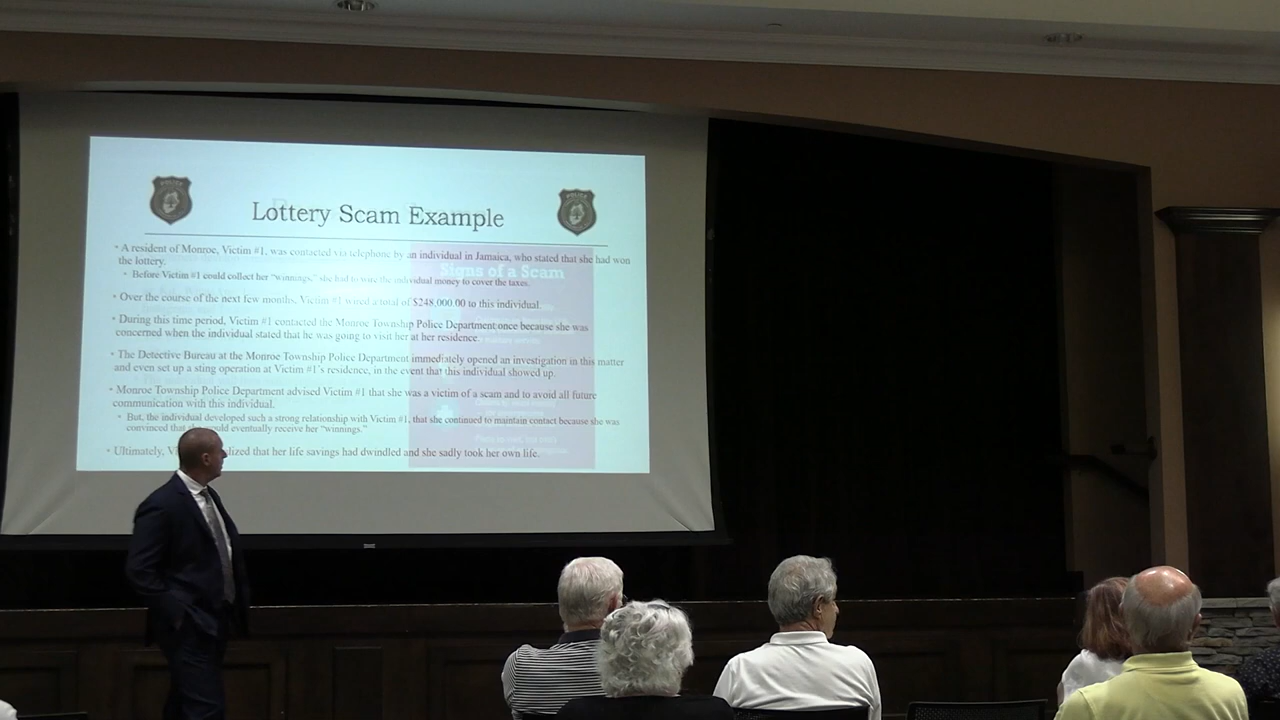 POLICE
POLICE
Lottery Scam Example
• A resident of Monroe, Victim #1, was contacted via telephone by an individual in Jamaica, who stated that she had won
the lottery.
• Before Victim #1 could collect her “winnings,” she had to wire the individual money to cover the taxes.
Signs of a Scam
• Over the course of the next few months, Victim #1 wired a total of $248,000.00 to this individual.
• During this time period, Victim #1 contacted the Monroe Township Police Department once because she was
concerned when the individual stated that he was going to visit her at her residence.
• The Detective Bureau at the Monroe Township Police Department immediately opened an investigation in this matter
and even set up a sting operation at Victim #1's residence, in the event that this individual showed up.
• Monroe Township Police Department advised Victim #1 that she was a victim of a scam and to avoid all future
communication with this individual.
• But, the individual developed such a strong relationship with Victim #1, that she continued to maintain contact because she was
convinced that would eventually receive her “winnings.”
• Ultimately, that her life savings had dwindled and she sadly took her own life.